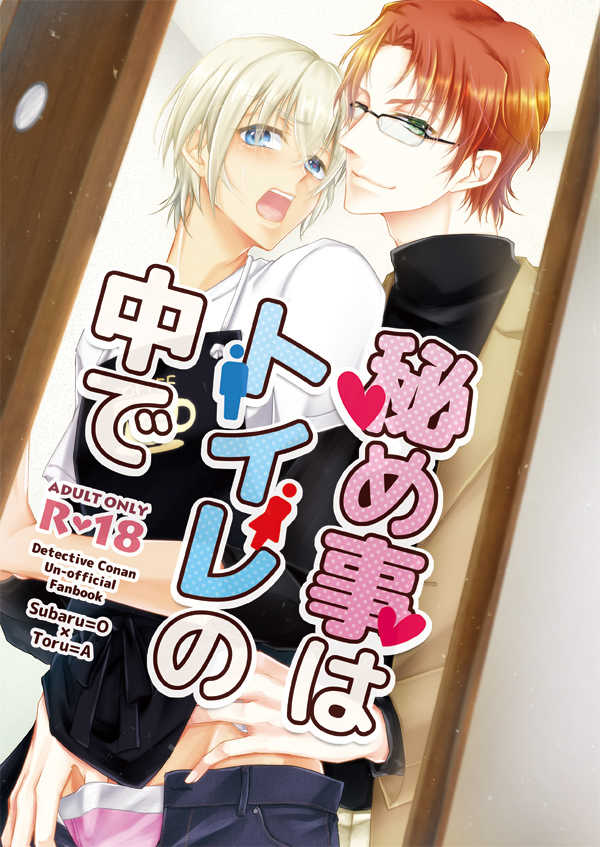 秘め事は
トイレの
中で
ADULT ONLY
R♥18
Detective Conan
Un-official
Fanbook
Subaru=O
×
Toru=A